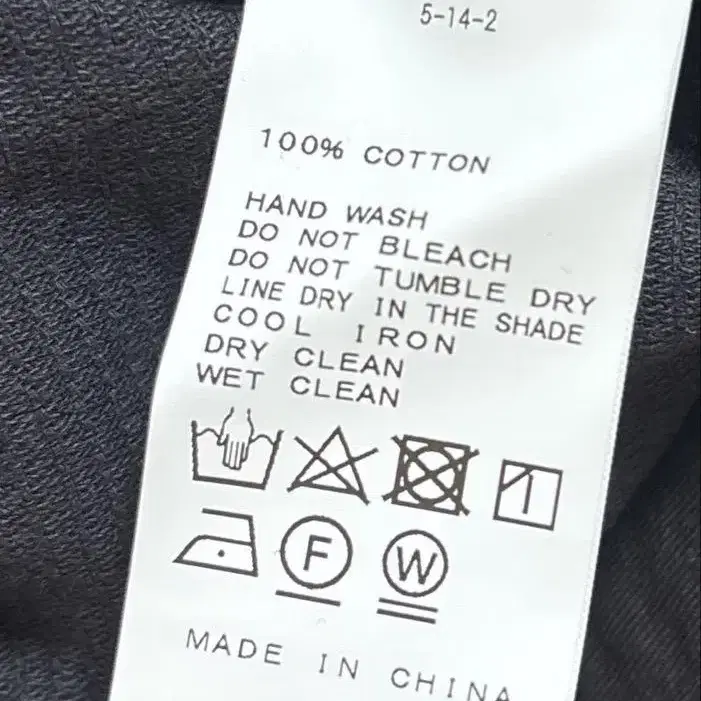 5-14-2
100% COTTON
HAND WASH
DO NOT BLEACH
DO NOT TUMBLE DRY
LINE DRY IN THE SHADE
COOL IRON
DRY CLEAN
WET CLEAN
F W
MADE IN CHINA